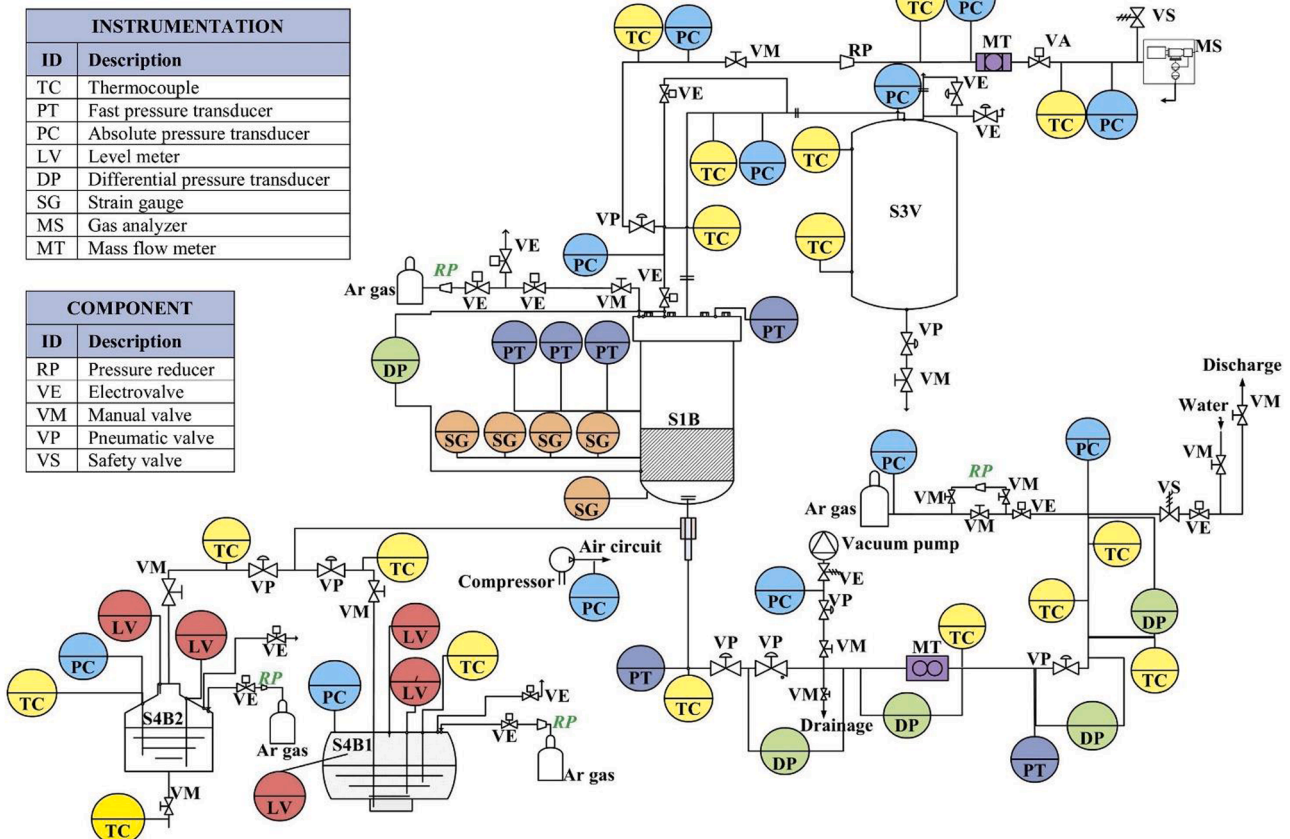 INSTRUMENTATION
ID Description
TC Thermocouple
PT Fast pressure transducer
PC Absolute pressure transducer
LV Level meter
DP Differential pressure transducer
SG Strain gauge
MS Gas analyzer
MT Mass flow meter
COMPONENT
ID Description
RP Pressure reducer
VE Electrovalve
VM Manual valve
VP Pneumatic valve
VS Safety valve
TC PC VS
TC PC VM RP MT VA MS
VE PC VE
TC PC
VE
TC PC TC
S3V
VP TC TC
VE PC
RP VE
Ar gas VE VE VM
PT
PT PT PT
VP
DP
VM
Discharge
S1B
Water VM
SG SG SG SG
PC
PC RP VM
VM VM VS
SG
Ar gas VM VE VE
TC Air circuit Vacuum pump TC
VM VP VP TC Compressor VE
VM PC PC TC
LV VP DP
LV LV TC VP VP VM MT VP
PC VE
TC RP PT TC
VE PC LV VM TC
S4B2 VE Drainage DP DP
Ar gas S4B1 VE RP DP
PT
VM LV Ar gas
TC